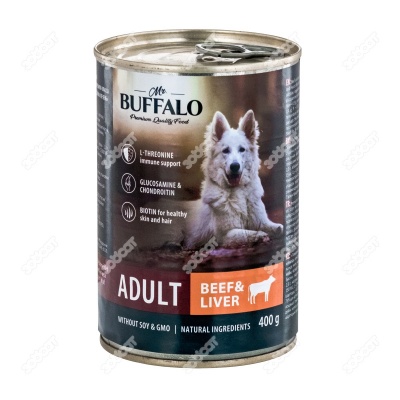 Mr.
BUFFALO
Premium Quality Food
L-THREONINE
immune support
GLUCOSAMINE &
CHONDROITIN
BIOTIN for healthy
skin and hair
ADULT
BEEF&
LIVER
WITHOUT SOY & GMO | NATURAL INGREDIENTS
400 g